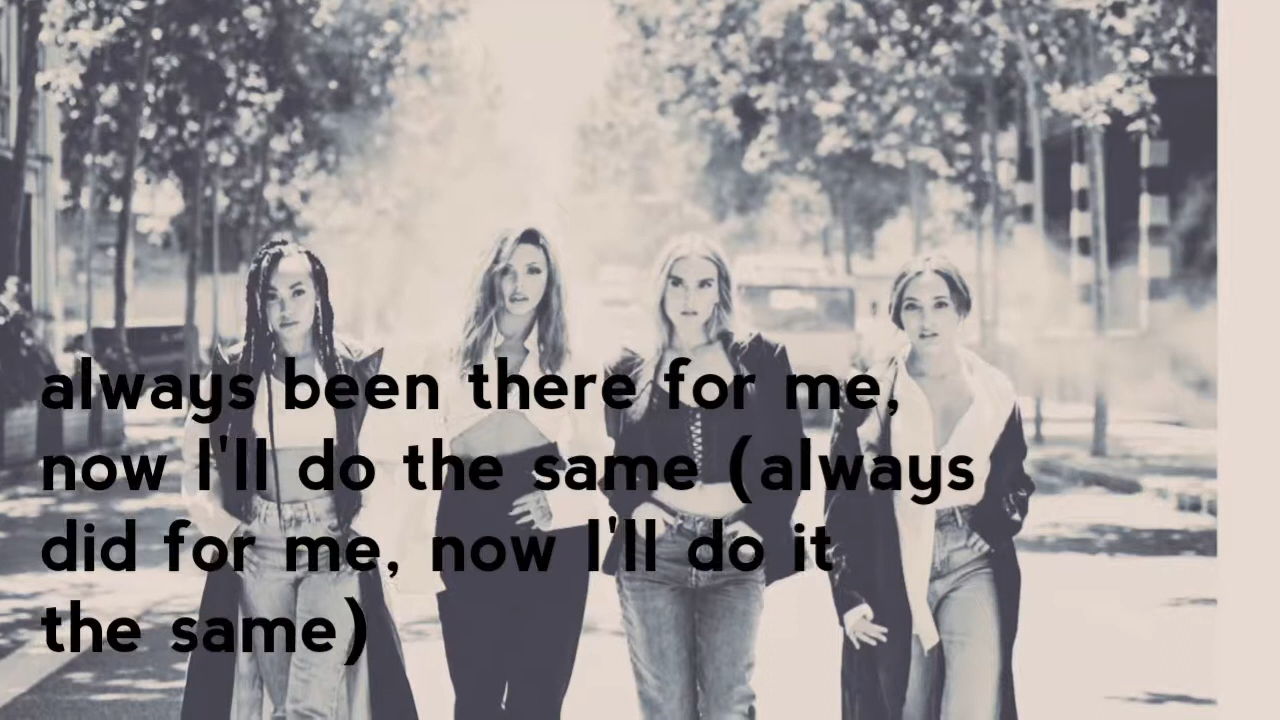 always been there for me,
now I'll do the same (always
did for me, now I'll do it
the same)